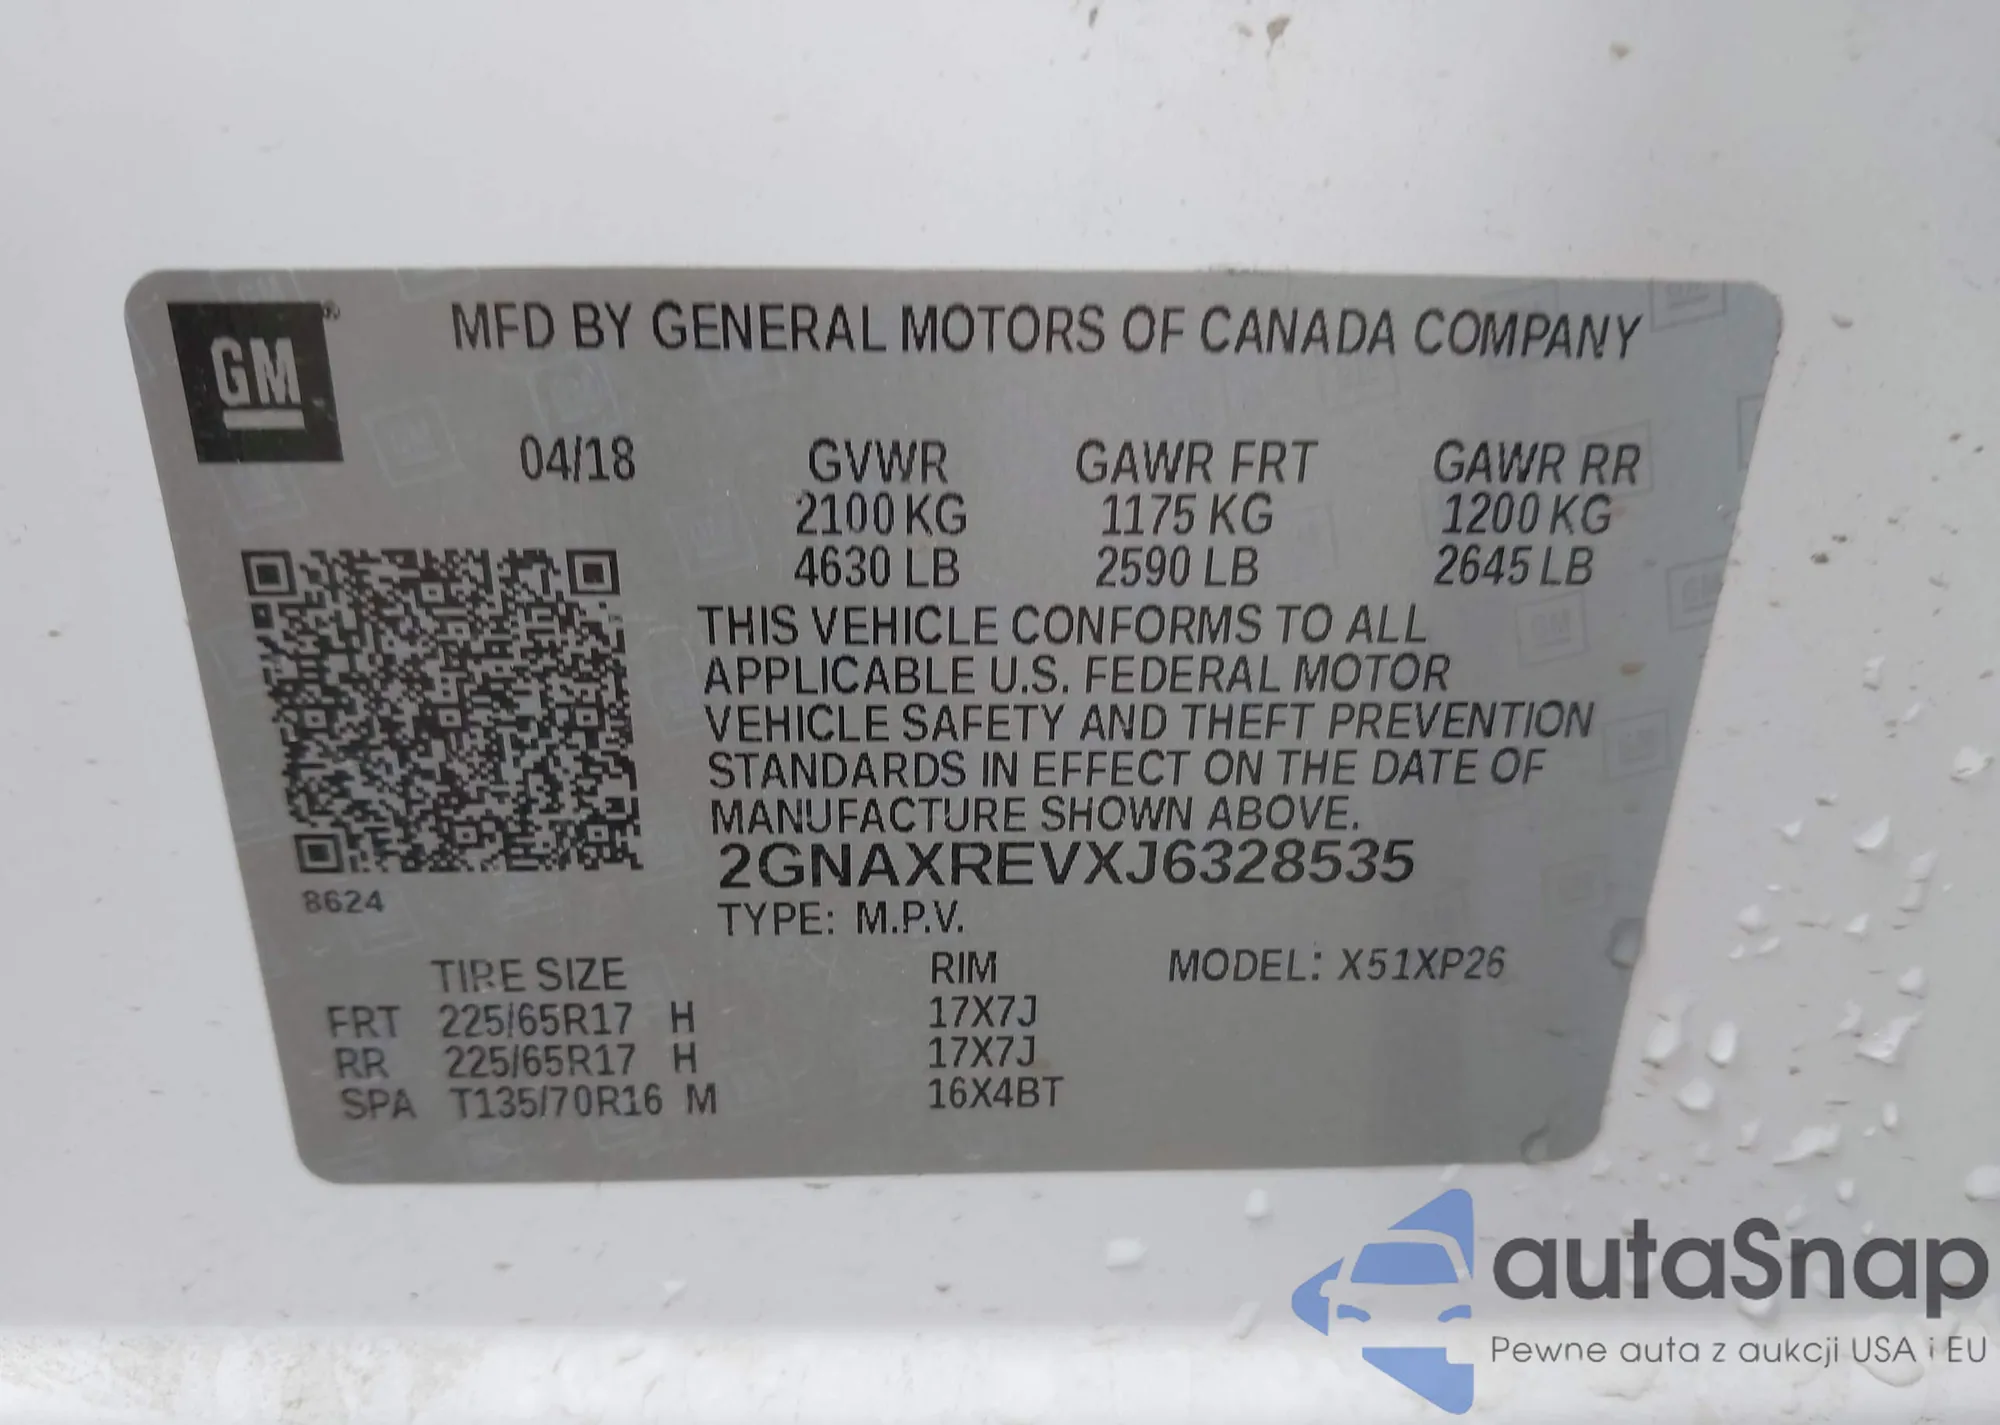 GM®
MFD BY GENERAL MOTORS OF CANADA COMPANY
04/18 GVWR GAWR FRT GAWR RR
2100 KG 1175 KG 1200 KG
4630 LB 2590 LB 2645 LB
THIS VEHICLE CONFORMS TO ALL
APPLICABLE U.S. FEDERAL MOTOR
VEHICLE SAFETY AND THEFT PREVENTION
STANDARDS IN EFFECT ON THE DATE OF
MANUFACTURE SHOWN ABOVE.
2GNAXREVXJ6328535
8624
TYPE: M.P.V.
TIRE SIZE RIM MODEL: X51XP26
FRT 225/65R17 H 17X7J
RR 225/65R17 H 17X7J
SPA T135/70R16 M 16X4BT
autaSnap
Pewne auta z aukcji USA i EU